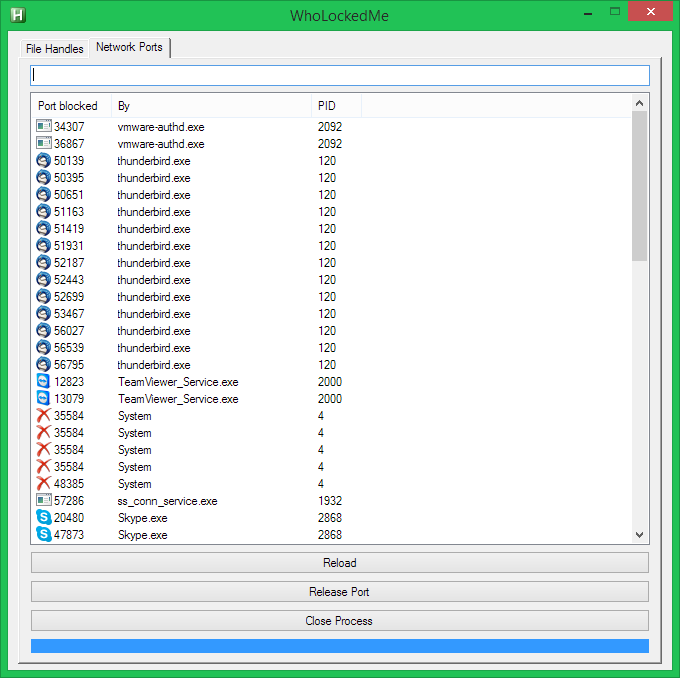 H WhoLockedMe
File Handles Network Ports
Port blocked By PID
34307 vmware-authd.exe 2092
36867 vmware-authd.exe 2092
50139 thunderbird.exe 120
50395 thunderbird.exe 120
50651 thunderbird.exe 120
51163 thunderbird.exe 120
51419 thunderbird.exe 120
51931 thunderbird.exe 120
52187 thunderbird.exe 120
52443 thunderbird.exe 120
52699 thunderbird.exe 120
53467 thunderbird.exe 120
56027 thunderbird.exe 120
56539 thunderbird.exe 120
56795 thunderbird.exe 120
12823 TeamViewer_Service.exe 2000
13079 TeamViewer_Service.exe 2000
35584 System 4
35584 System 4
35584 System 4
35584 System 4
48385 System 4
57286 ss_conn_service.exe 1932
20480 Skype.exe 2868
47873 Skype.exe 2868
Reload
Release Port
Close Process